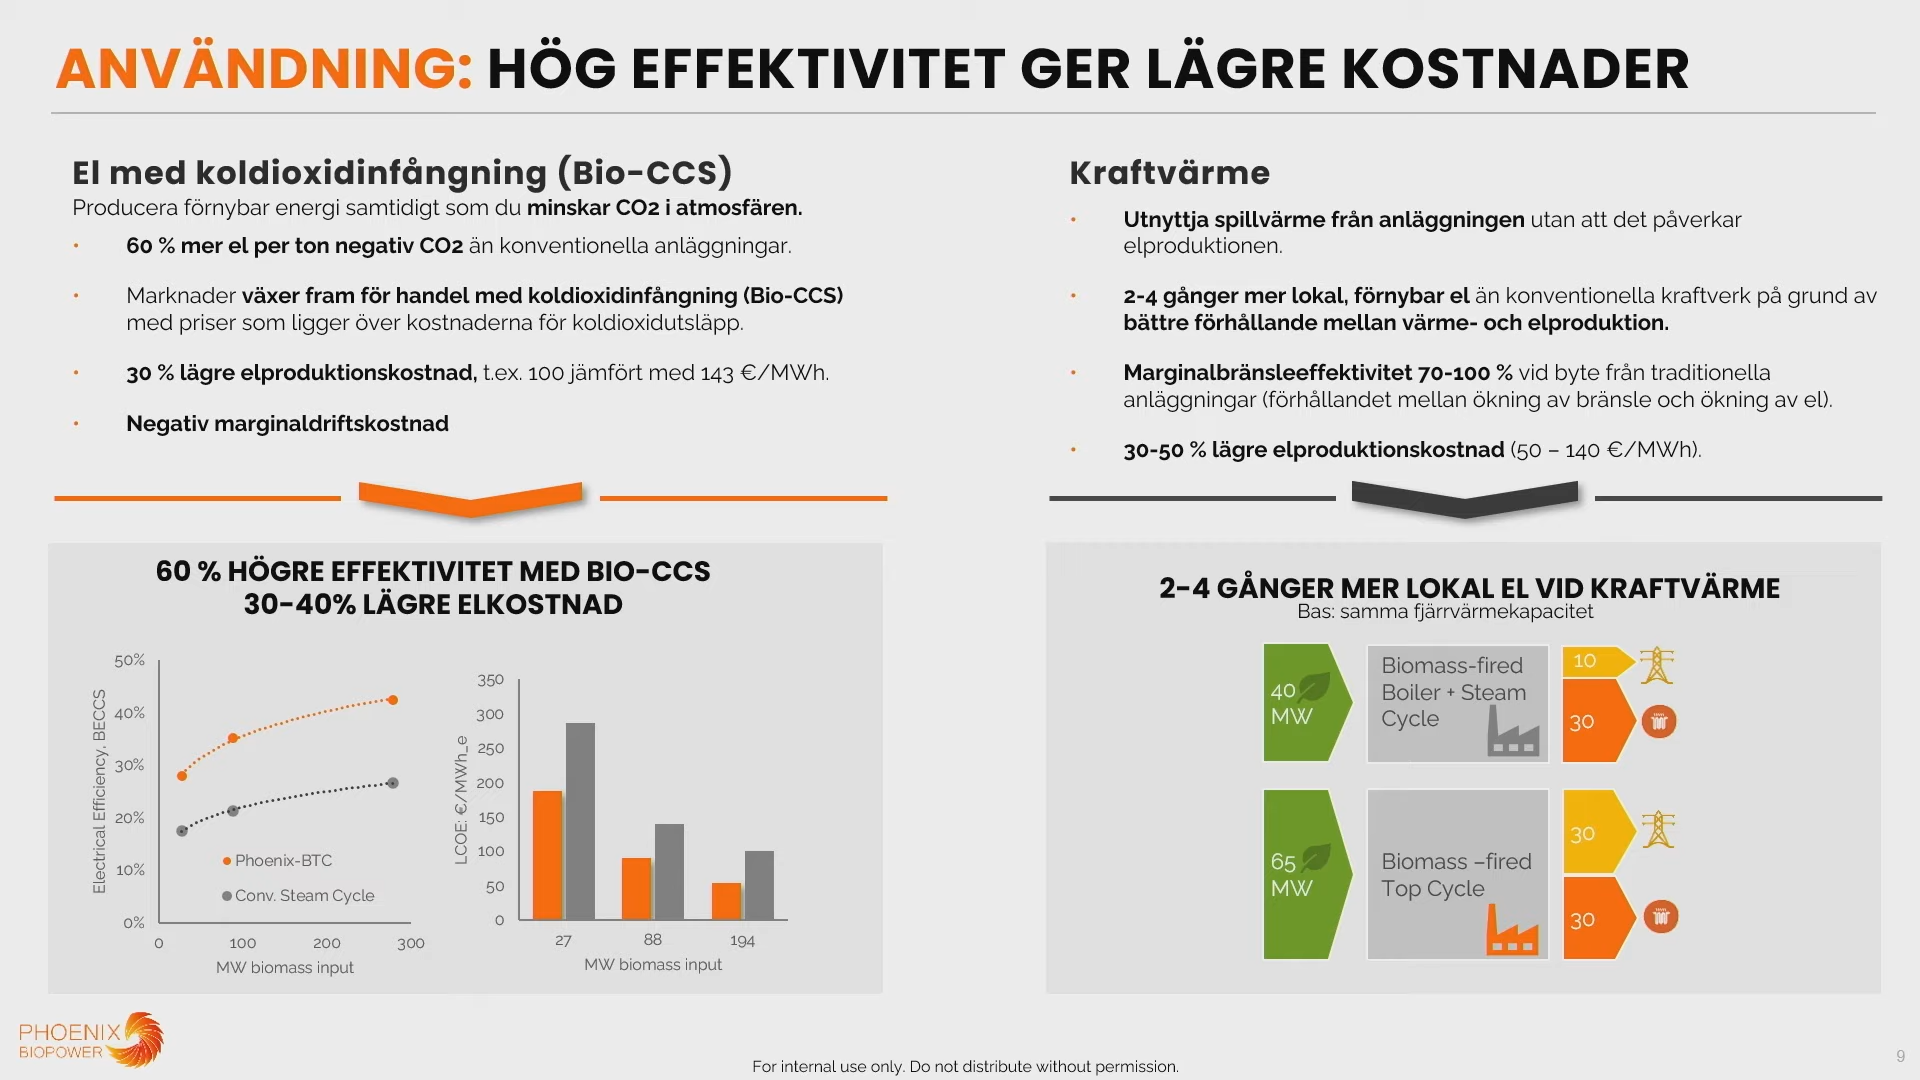 ANVÄNDNING: HÖG EFFEKTIVITET GER LÄGRE KOSTNADER
El med koldioxidinfångning (Bio-CCS)
Producera förnybar energi samtidigt som du minskar CO2 i atmosfären.
• 60 % mer el per ton negativ CO2 än konventionella anläggningar.
• Marknader växer fram för handel med koldioxidinfångning (Bio-CCS)
med priser som ligger över kostnaderna för koldioxidutsläpp.
• 30 % lägre elproduktionskostnad, t.ex. 100 jämfört med 143 €/MWh.
• Negativ marginaldriftskostnad
Kraftvärme
• Utnyttja spillvärme från anläggningen utan att det påverkar
elproduktionen.
• 2-4 gånger mer lokal, förnybar el än konventionella kraftverk på grund av
bättre förhållande mellan värme- och elproduktion.
• Marginalbränsleeffektivitet 70-100 % vid byte från traditionella
anläggningar (förhållandet mellan ökning av bränsle och ökning av el).
• 30-50 % lägre elproduktionskostnad (50 – 140 €/MWh).
60 % HÖGRE EFFEKTIVITET MED BIO-CCS
30-40% LÄGRE ELKOSTNAD
Electrical Efficiency, BECCS
50%
40%
30%
20%
10%
0%
Phoenix-BTC
Conv. Steam Cycle
0 100 200 300
MW biomass input
LCOE: €/MWh_e
350
300
250
200
150
100
50
0
27 88 194
MW biomass input
2-4 GÅNGER MER LOKAL EL VID KRAFTVÄRME
Bas: samma fjärrvärmekapacitet
40
MW
Biomass-fired
Boiler + Steam
Cycle
10
30
65
MW
Biomass –fired
Top Cycle
30
30
PHOENIX
BIOPOWER
For internal use only. Do not distribute without permission.
9